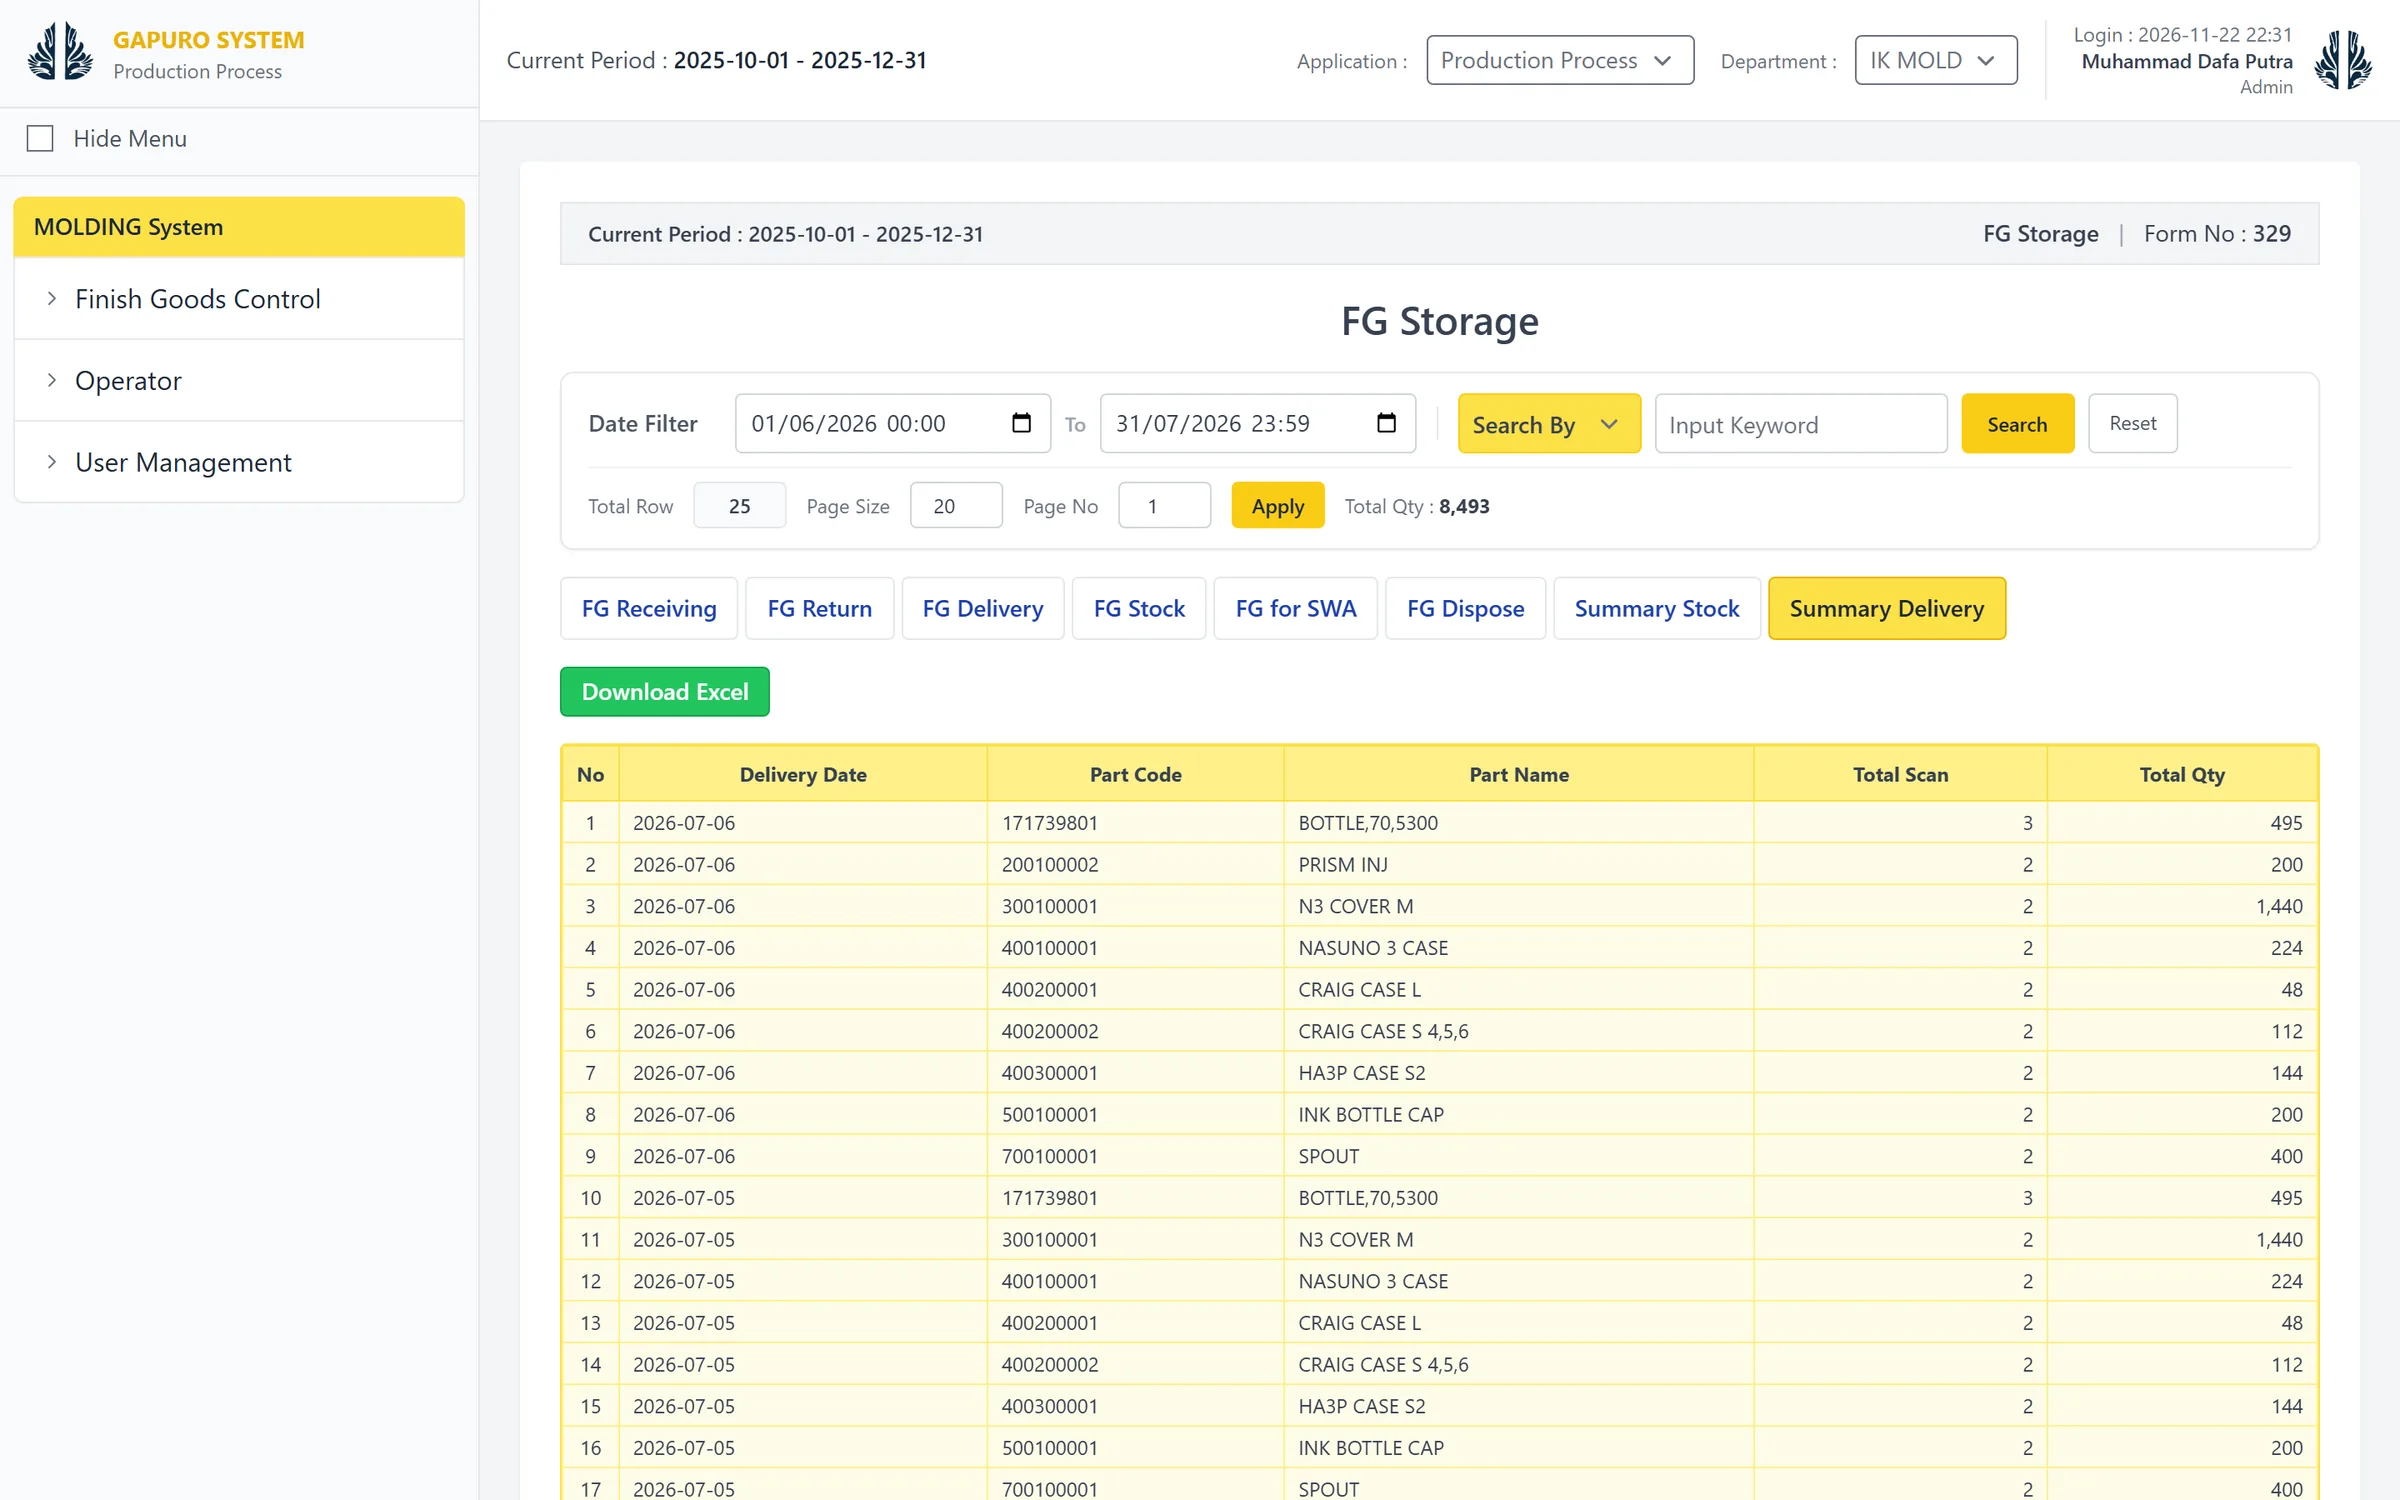 GAPURO SYSTEM
Production Process
Hide Menu
MOLDING System
Finish Goods Control
Operator
User Management
Current Period : 2025-10-01 - 2025-12-31
Application : Production Process
Department : IK MOLD
Login : 2026-11-22 22:31
Muhammad Dafa Putra
Admin
Current Period : 2025-10-01 - 2025-12-31
FG Storage | Form No : 329
FG Storage
Date Filter 01/06/2026 00:00 To 31/07/2026 23:59 Search By Input Keyword Search Reset
Total Row 25 Page Size 20 Page No 1 Apply Total Qty : 8,493
FG Receiving FG Return FG Delivery FG Stock FG for SWA FG Dispose Summary Stock Summary Delivery
Download Excel
No Delivery Date Part Code Part Name Total Scan Total Qty
1 2026-07-06 171739801 BOTTLE,70,5300 3 495
2 2026-07-06 200100002 PRISM INJ 2 200
3 2026-07-06 300100001 N3 COVER M 2 1,440
4 2026-07-06 400100001 NASUNO 3 CASE 2 224
5 2026-07-06 400200001 CRAIG CASE L 2 48
6 2026-07-06 400200002 CRAIG CASE S 4,5,6 2 112
7 2026-07-06 400300001 HA3P CASE S2 2 144
8 2026-07-06 500100001 INK BOTTLE CAP 2 200
9 2026-07-06 700100001 SPOUT 2 400
10 2026-07-05 171739801 BOTTLE,70,5300 3 495
11 2026-07-05 300100001 N3 COVER M 2 1,440
12 2026-07-05 400100001 NASUNO 3 CASE 2 224
13 2026-07-05 400200001 CRAIG CASE L 2 48
14 2026-07-05 400200002 CRAIG CASE S 4,5,6 2 112
15 2026-07-05 400300001 HA3P CASE S2 2 144
16 2026-07-05 500100001 INK BOTTLE CAP 2 200
17 2026-07-05 700100001 SPOUT 2 400